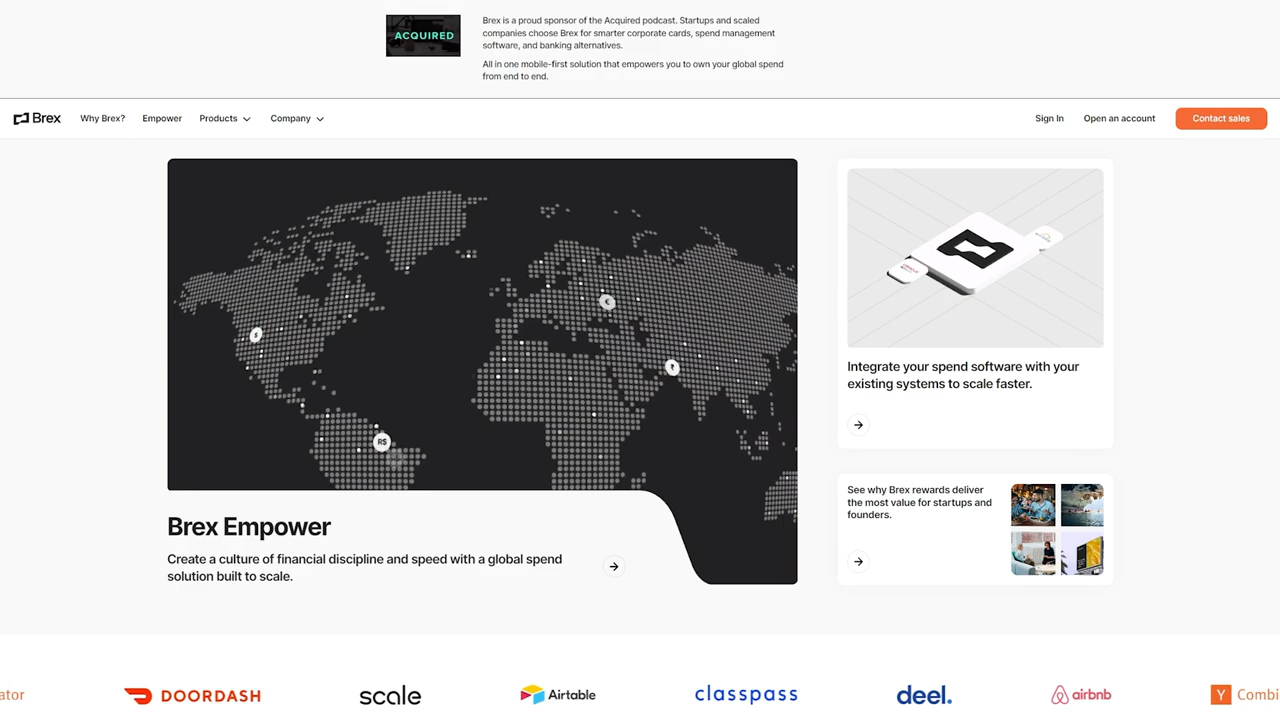 ACQUIRED
Brex is a proud sponsor of the Acquired podcast. Startups and scaled
companies choose Brex for smarter corporate cards, spend management
software, and banking alternatives.
All in one mobile-first solution that empowers you to own your global spend
from end to end.
Brex
Why Brex?
Empower
Products
Company
Sign In
Open an account
Contact sales
$
€
₹
R$
Brex Empower
Create a culture of financial discipline and speed with a global spend
solution built to scale.
Integrate your spend software with your
existing systems to scale faster.
See why Brex rewards deliver
the most value for startups and
founders.
ator
DOORDASH
scale
Airtable
classpass
deel.
airbnb
Y Combi